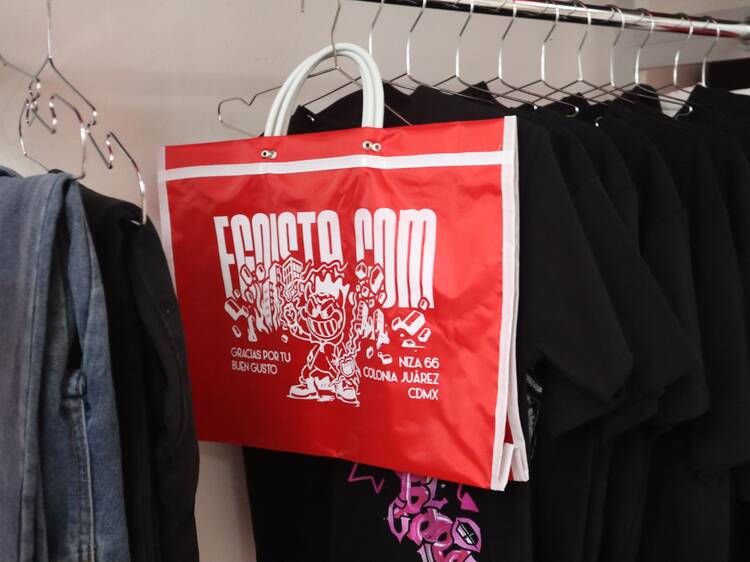 EGOISTA.COM
GRACIAS POR TU
BUEN GUSTO
NIZA 66
COLONIA JUÁREZ
CDMX